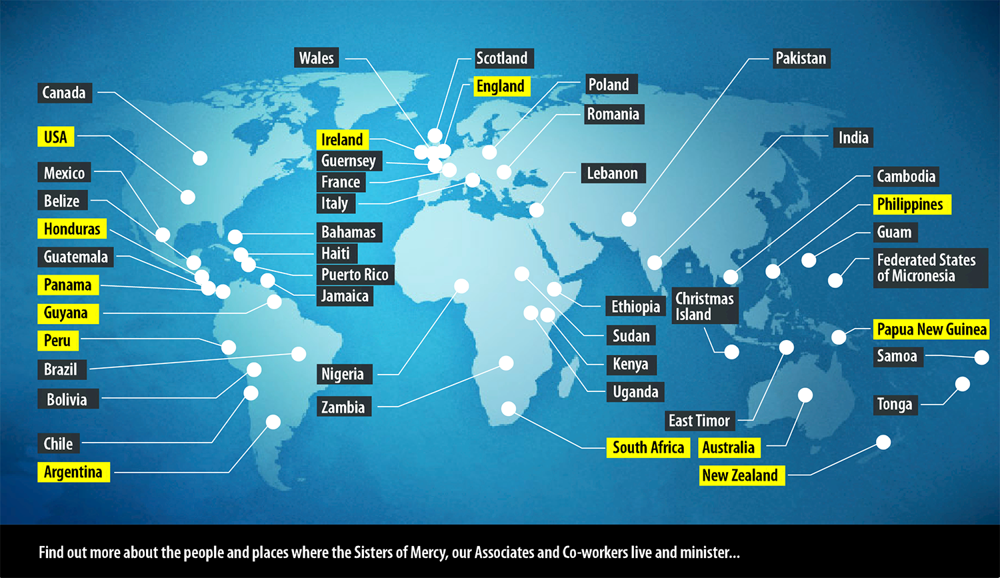 Wales
Scotland
Pakistan
England
Poland
Canada
Romania
USA
Ireland
India
Guernsey
Mexico
France
Lebanon
Cambodia
Belize
Italy
Philippines
Honduras
Bahamas
Guam
Guatemala
Haiti
Federated States
of Micronesia
Panama
Puerto Rico
Jamaica
Guyana
Ethiopia
Christmas
Island
Peru
Sudan
Papua New Guinea
Brazil
Nigeria
Kenya
Samoa
Bolivia
Zambia
Uganda
Tonga
East Timor
Chile
South Africa
Australia
Argentina
New Zealand
Find out more about the people and places where the Sisters of Mercy, our Associates and Co-workers live and minister...